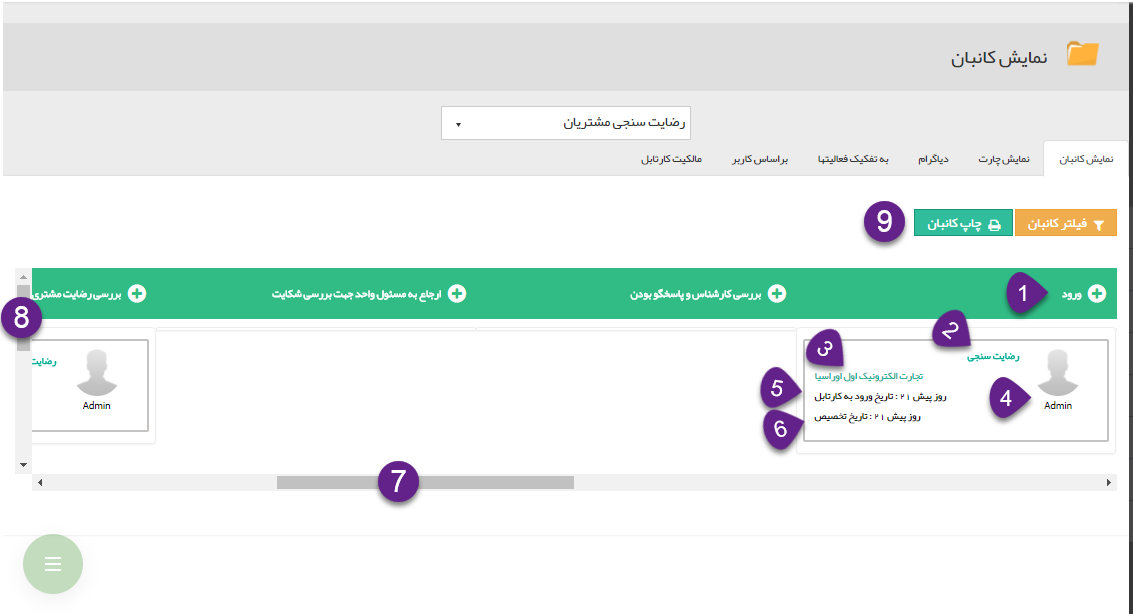 نمایش کانبان
رضایت سنجی مشتریان
نمایش کانبان
نمایش چارت
دیاگرام
به تفکیک فعالیتها
براساس کاربر
مالکیت کارتابل
فیلتر کانبان
چاپ کانبان
9
ورود
1
بررسی کارشناس و پاسخگو بودن
ارجاع به مسئول واحد جهت بررسی شکایت
بررسی رضایت مشتری
8
2
رضایت سنجی
3
تجارت الکترونیک اول اوراسیا
Admin
4
5
روز پیش ۲۱ : تاریخ ورود به کارتابل
6
روز پیش ۲۱ : تاریخ تخصیص
رضایت
Admin
7